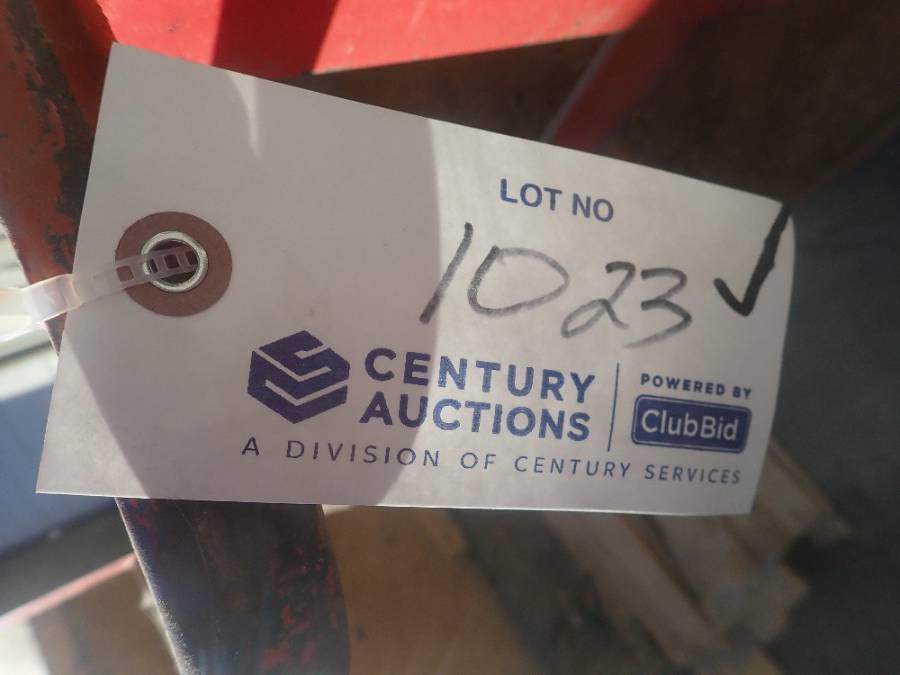 LOT NO
1023 ✓
CENTURY
AUCTIONS
A DIVISION OF CENTURY SERVICES
POWERED BY
ClubBid